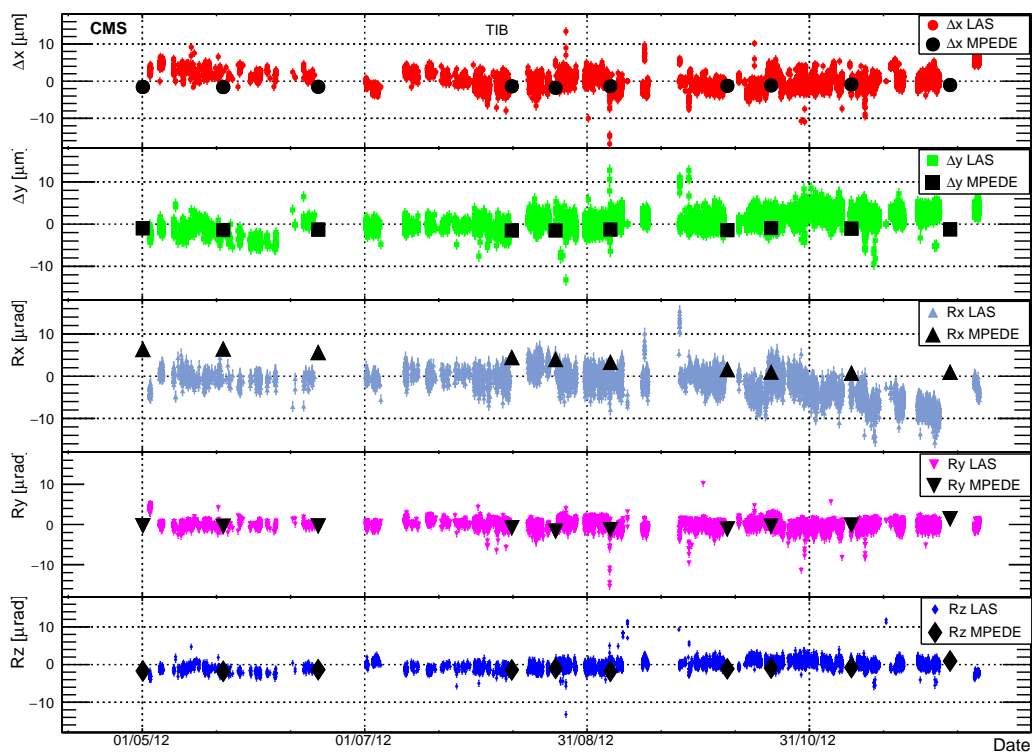 CMS
TIB
Δx [μm]
10
0
−10
Δx LAS
Δx MPEDE
Δy [μm]
10
0
−10
Δy LAS
Δy MPEDE
Rx [μrad]
10
0
−10
Rx LAS
Rx MPEDE
Ry [μrad]
10
0
−10
Ry LAS
Ry MPEDE
Rz [μrad]
10
0
−10
Rz LAS
Rz MPEDE
01/05/12
01/07/12
31/08/12
31/10/12
Date